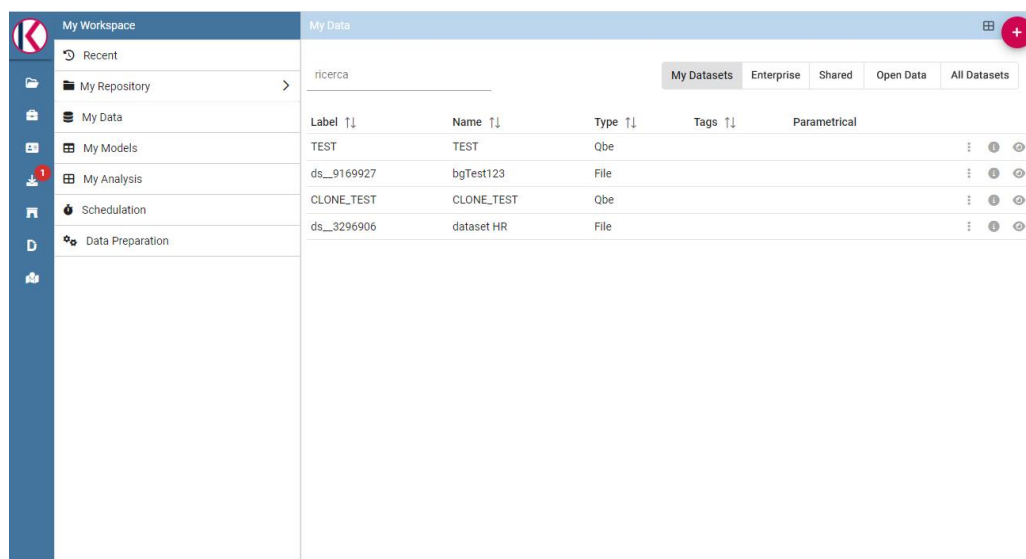 My Workspace
Recent
My Repository
My Data
My Models
My Analysis
Schedulation
Data Preparation
1
D
My Data
+
ricerca
My Datasets Enterprise Shared Open Data All Datasets
Label Name Type Tags Parametrical
TEST TEST Qbe
ds__9169927 bgTest123 File
CLONE_TEST CLONE_TEST Qbe
ds__3296906 dataset HR File